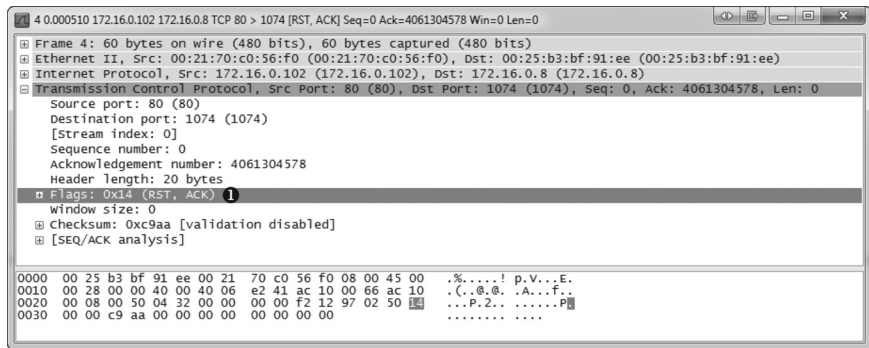 4 0.000510 172.16.0.102 172.16.0.8 TCP 80 > 1074 [RST, ACK] Seq=0 Ack=4061304578 Win=0 Len=0
Frame 4: 60 bytes on wire (480 bits), 60 bytes captured (480 bits)
Ethernet II, Src: 00:21:70:c0:56:f0 (00:21:70:c0:56:f0), Dst: 00:25:b3:bf:91:ee (00:25:b3:bf:91:ee)
Internet Protocol, Src: 172.16.0.102 (172.16.0.102), Dst: 172.16.0.8 (172.16.0.8)
Transmission Control Protocol, Src Port: 80 (80), Dst Port: 1074 (1074), Seq: 0, Ack: 4061304578, Len: 0
Source port: 80 (80)
Destination port: 1074 (1074)
[Stream index: 0]
Sequence number: 0
Acknowledgement number: 4061304578
Header length: 20 bytes
Flags: 0x14 (RST, ACK) ❶
Window size: 0
Checksum: 0xc9aa [validation disabled]
[SEQ/ACK analysis]
0000 00 25 b3 bf 91 ee 00 21 70 c0 56 f0 08 00 45 00 .%.....! p.V...E.
0010 00 28 00 00 40 00 40 06 e2 41 ac 10 00 66 ac 10 .(..@.@. .A...f..
0020 00 08 00 50 04 32 00 00 00 00 f2 12 97 02 50 14 ...P.2.. ......P.
0030 00 00 c9 aa 00 00 00 00 00 00 00 00 ........ ....